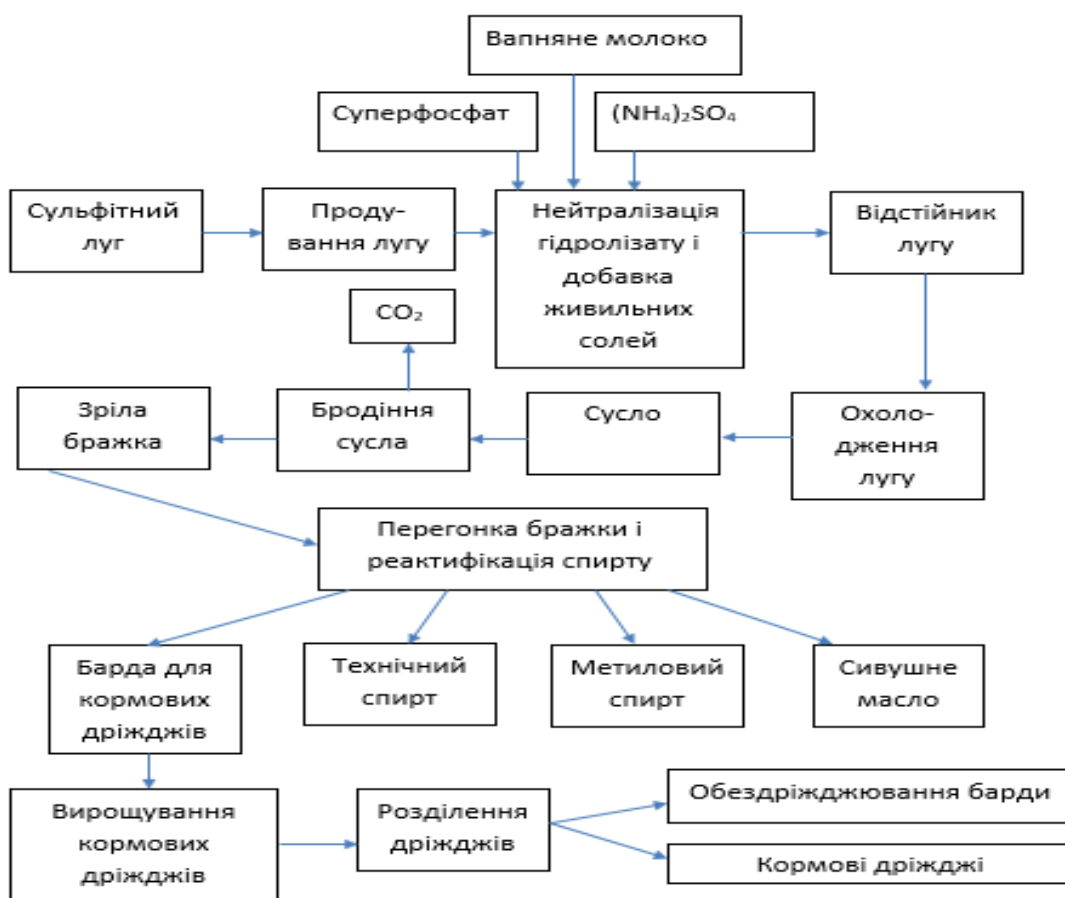 Вапняне молоко
Суперфосфат
(NH₄)₂SO₄
Сульфітний
луг
Проду-
вання лугу
Нейтралізація
гідролізату і
добавка
живильних
солей
Відстійник
лугу
CO₂
Зріла
бражка
Бродіння
сусла
Сусло
Охоло-
дження
лугу
Перегонка бражки і
реактифікація спирту
Барда для
кормових
дріжджів
Технічний
спирт
Метиловий
спирт
Сивушне
масло
Вирощування
кормових
дріжджів
Розділення
дріжджів
Обездріжджювання барди
Кормові дріжджі